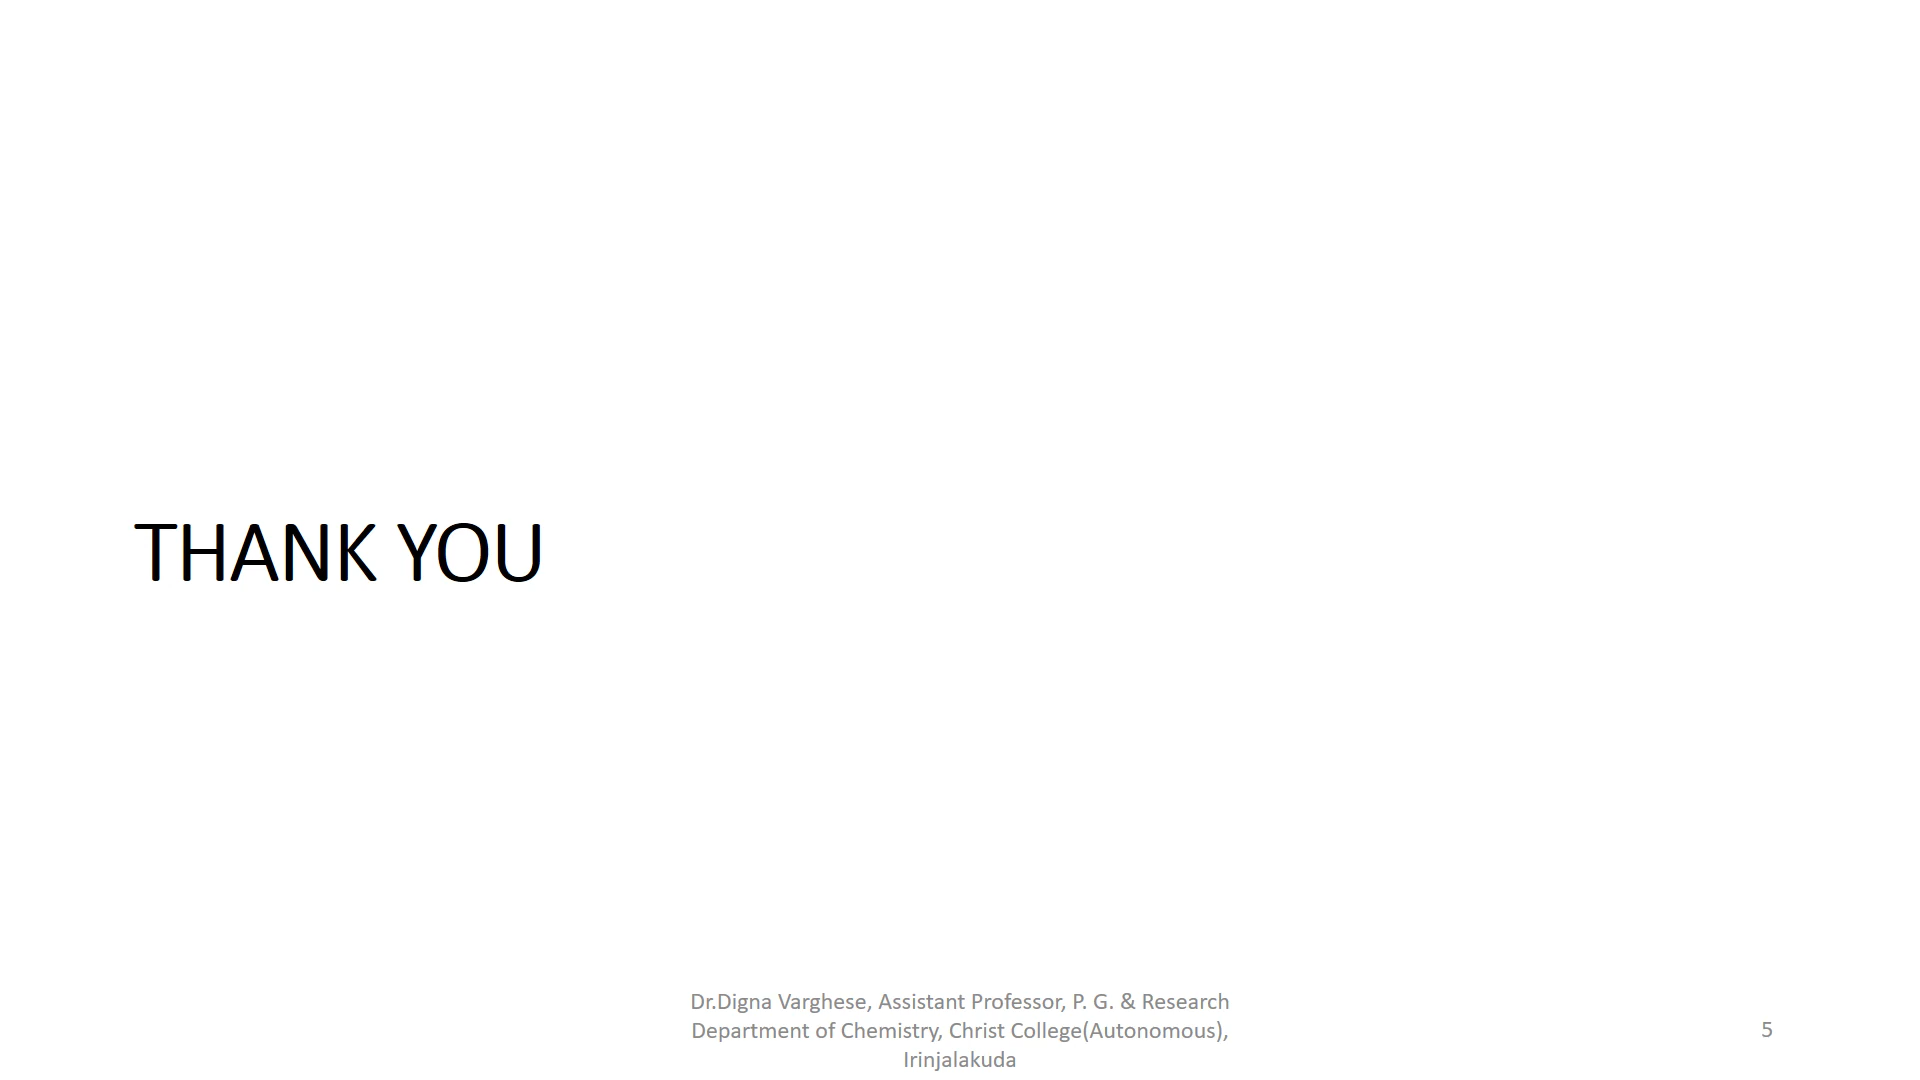 THANK YOU
Dr.Digna Varghese, Assistant Professor, P. G. & Research
Department of Chemistry, Christ College(Autonomous),
Irinjalakuda
5